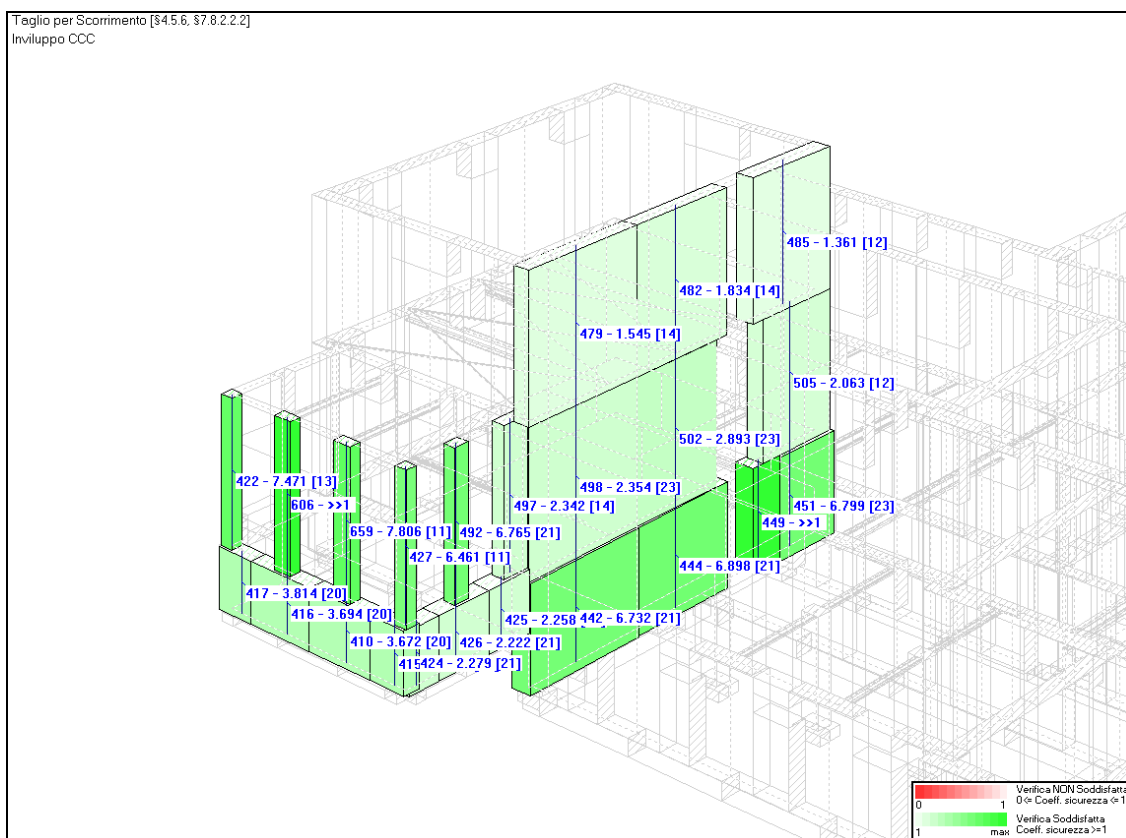 Taglio per Scorrimento [§4.5.6, §7.8.2.2.2]
Inviluppo CCC
485 - 1.361 [12]
482 - 1.834 [14]
479 - 1.545 [14]
505 - 2.063 [12]
502 - 2.893 [23]
422 - 7.471 [13]
498 - 2.354 [23]
606 - >>1
497 - 2.342 [14]
451 - 6.799 [23]
449 - >>1
659 - 7.806 [11]
492 - 6.765 [21]
427 - 6.461 [11]
444 - 6.898 [21]
417 - 3.814 [20]
416 - 3.694 [20]
425 - 2.258
442 - 6.732 [21]
410 - 3.672 [20]
426 - 2.222 [21]
415
424 - 2.279 [21]
Verifica NON Soddisfatta
0 <= Coeff. sicurezza <= 1
0 1
Verifica Soddisfatta
Coeff. sicurezza >=1
1 max